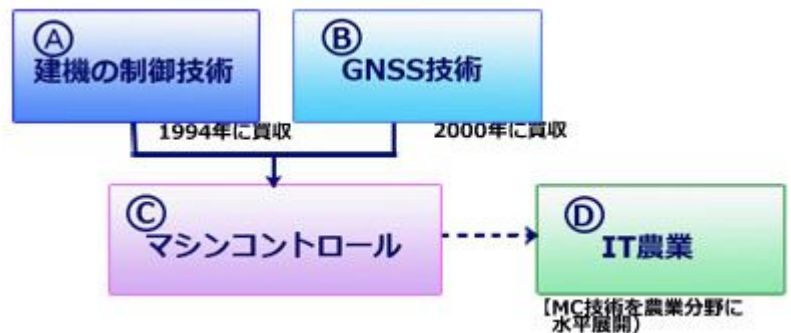 Ⓐ
建機の制御技術
Ⓑ
GNSS技術
1994年に買収
2000年に買収
Ⓒ
マシンコントロール
Ⓓ
IT農業
【MC技術を農業分野に
水平展開)